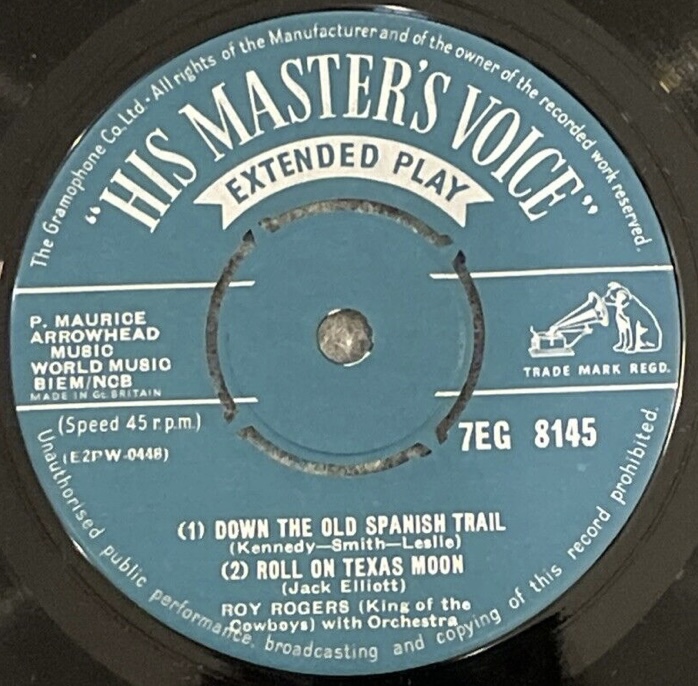 The Gramophone Co. Ltd. · All rights of the Manufacturer and of the owner of the recorded work reserved.
"HIS MASTER'S VOICE"
EXTENDED PLAY
P. MAURICE
ARROWHEAD
MUSIC
WORLD MUSIC
BIEM/NCB
MADE IN Gt. BRITAIN
TRADE MARK REGD.
(Speed 45 r.p.m.)
(E2PW-0448)
7EG 8145
(1) DOWN THE OLD SPANISH TRAIL
(Kennedy—Smith—Leslie)
(2) ROLL ON TEXAS MOON
(Jack Elliott)
ROY ROGERS (King of the
Cowboys) with Orchestra
Unauthorised public performance, broadcasting and copying of this record prohibited.